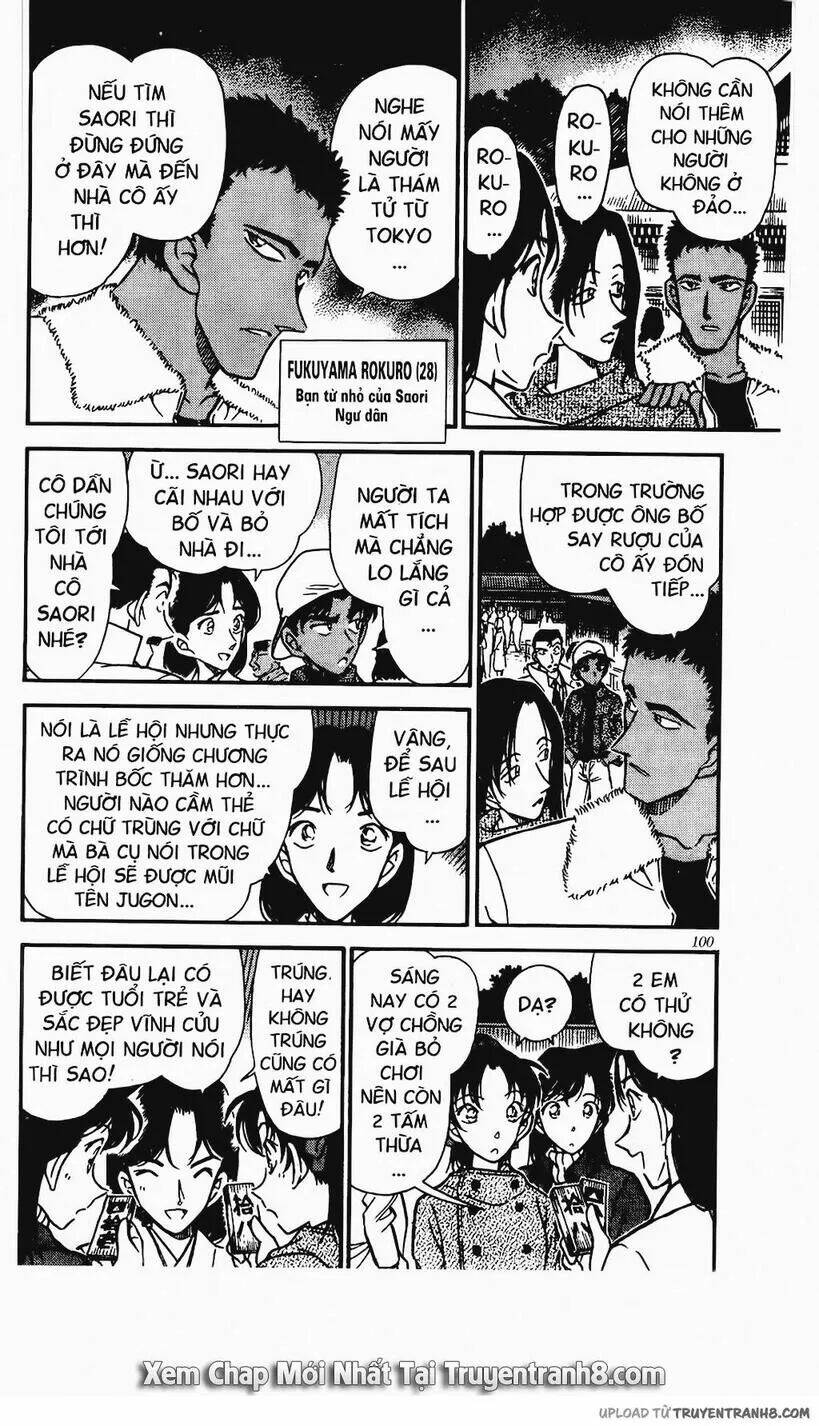 KHÔNG CẦN
NÓI THÊM
CHO NHỮNG
NGƯỜI
KHÔNG Ở
ĐẢO...
RO-
KU-
RO
...
RO-
KU-
RO
...
NGHE
NÓI MẤY
NGƯỜI
LÀ THÁM
TỬ TỪ
TOKYO
...
NẾU TÌM
SAORI THÌ
ĐỪNG ĐỨNG
Ở ĐÂY MÀ ĐẾN
NHÀ CÔ ẤY
THÌ
HƠN!
FUKUYAMA ROKURO (28)
Bạn từ nhỏ của Saori
Ngư dân
TRONG TRƯỜNG
HỢP ĐƯỢC ÔNG BỐ
SAY RƯỢU CỦA
CÔ ẤY ĐÓN
TIẾP...
NGƯỜI TA
MẤT TÍCH
MÀ CHẲNG
LO LẮNG
GÌ CẢ
...
Ừ... SAORI HAY
CÃI NHAU VỚI
BỐ VÀ BỎ
NHÀ ĐI...
CÔ DẪN
CHÚNG
TÔI TỚI
NHÀ
CÔ
SAORI
NHÉ?
VÂNG,
ĐỂ SAU
LỄ HỘI
...
NÓI LÀ LỄ HỘI NHƯNG THỰC
RA NÓ GIỐNG CHƯƠNG
TRÌNH BỐC THĂM HƠN...
NGƯỜI NÀO CẦM THẺ
CÓ CHỮ TRÙNG VỚI CHỮ
MÀ BÀ CỤ NÓI TRONG
LỄ HỘI SẼ ĐƯỢC MŨI
TÊN JUGON...
100
2 EM
CÓ THỬ
KHÔNG
?
DẠ?
SÁNG
NAY CÓ 2
VỢ CHỒNG
GIÀ BỎ
CHƠI
NÊN CÒN
2 TẤM
THỪA
...
TRÚNG.
HAY
KHÔNG
TRÚNG
CŨNG CÓ
MẤT GÌ
ĐÂU!
BIẾT ĐÂU LẠI CÓ
ĐƯỢC TUỔI TRẺ VÀ
SẮC ĐẸP VĨNH CỬU
NHƯ MỌI NGƯỜI NÓI
THÌ SAO!
Xem Chap Mới Nhất Tại Truyentranh8.com
UPLOAD TỪ TRUYENTRANH8.COM